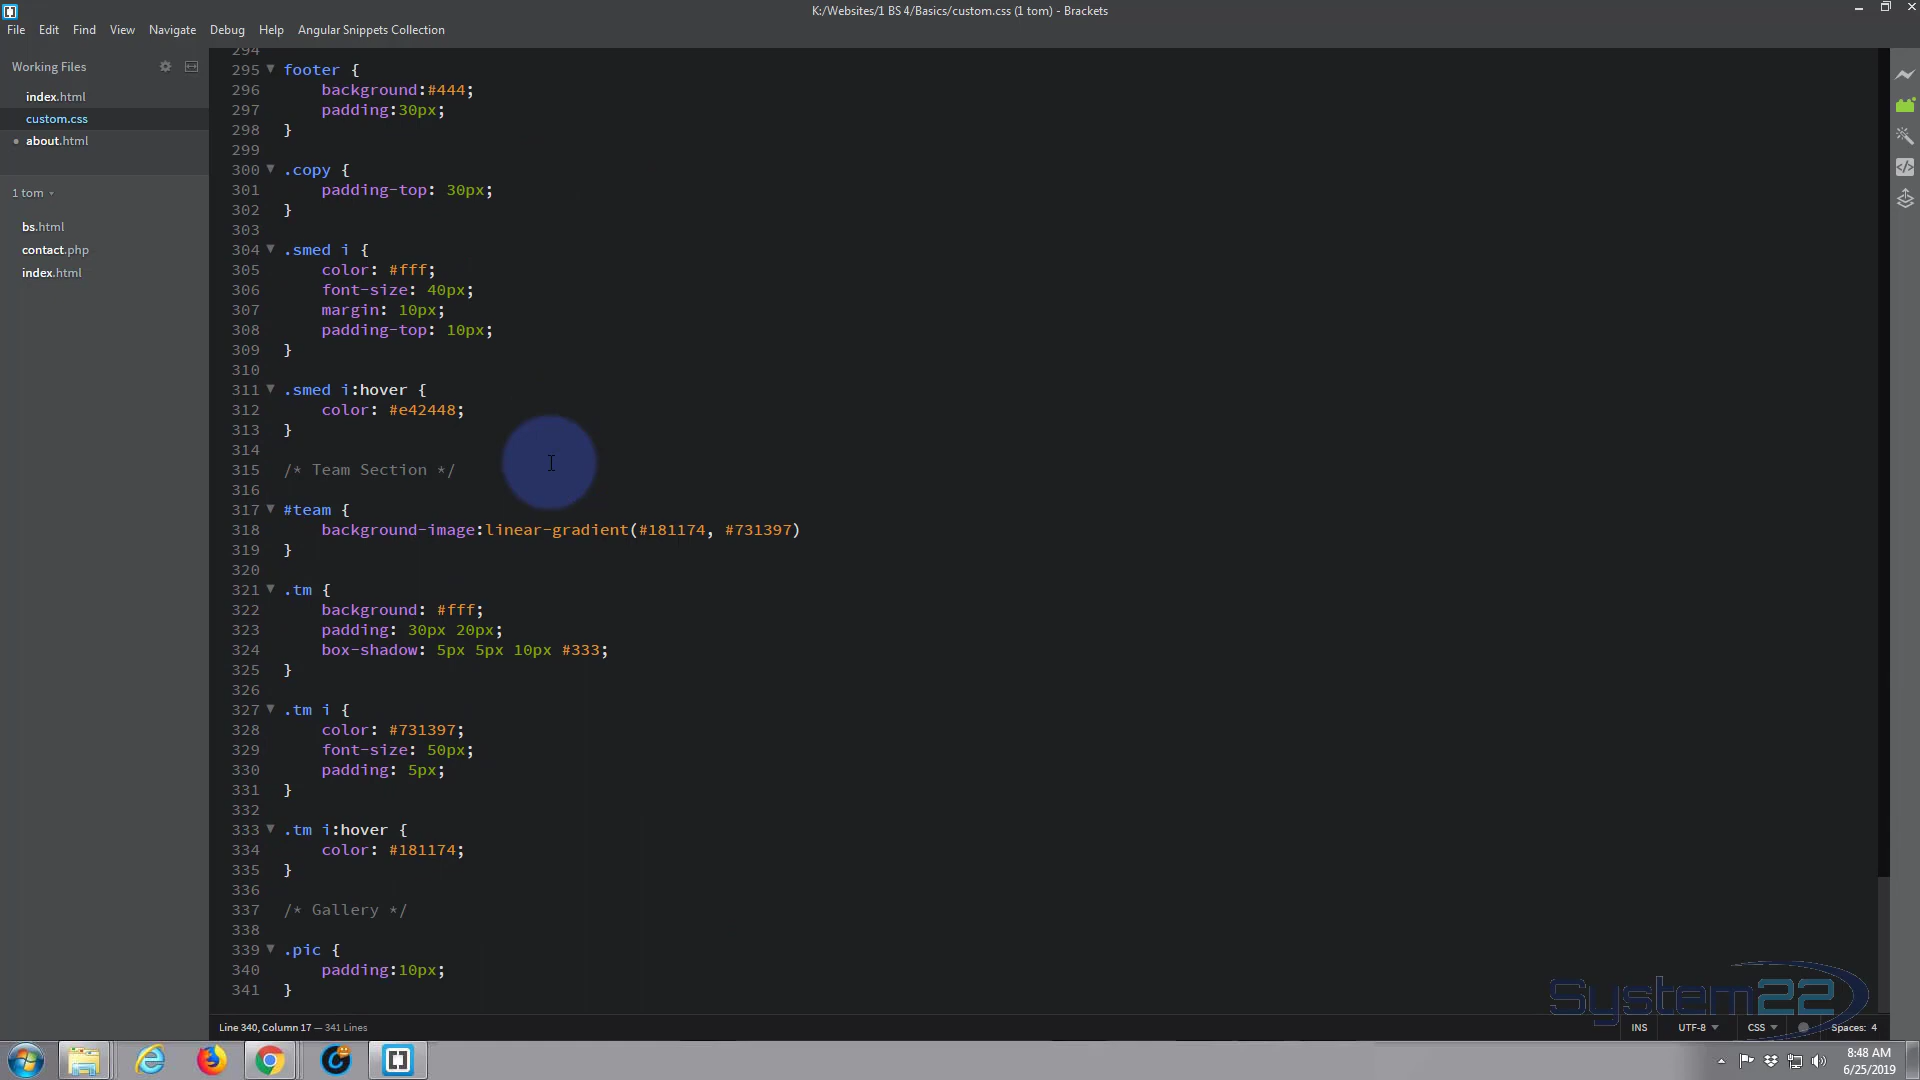 K:/Websites/1 BS 4/Basics/custom.css (1 tom) - Brackets
File Edit Find View Navigate Debug Help Angular Snippets Collection
Working Files
index.html
custom.css
• about.html
1 tom
bs.html
contact.php
index.html
294
295 footer {
296 background:#444;
297 padding:30px;
298 }
299
300 .copy {
301 padding-top: 30px;
302 }
303
304 .smed i {
305 color: #fff;
306 font-size: 40px;
307 margin: 10px;
308 padding-top: 10px;
309 }
310
311 .smed i:hover {
312 color: #e42448;
313 }
314
315 /* Team Section */
316
317 #team {
318 background-image:linear-gradient(#181174, #731397)
319 }
320
321 .tm {
322 background: #fff;
323 padding: 30px 20px;
324 box-shadow: 5px 5px 10px #333;
325 }
326
327 .tm i {
328 color: #731397;
329 font-size: 50px;
330 padding: 5px;
331 }
332
333 .tm i:hover {
334 color: #181174;
335 }
336
337 /* Gallery */
338
339 .pic {
340 padding:10px;
341 }
System22
Line 340, Column 17 — 341 Lines
INS UTF-8 CSS Spaces: 4
8:48 AM
6/25/2019